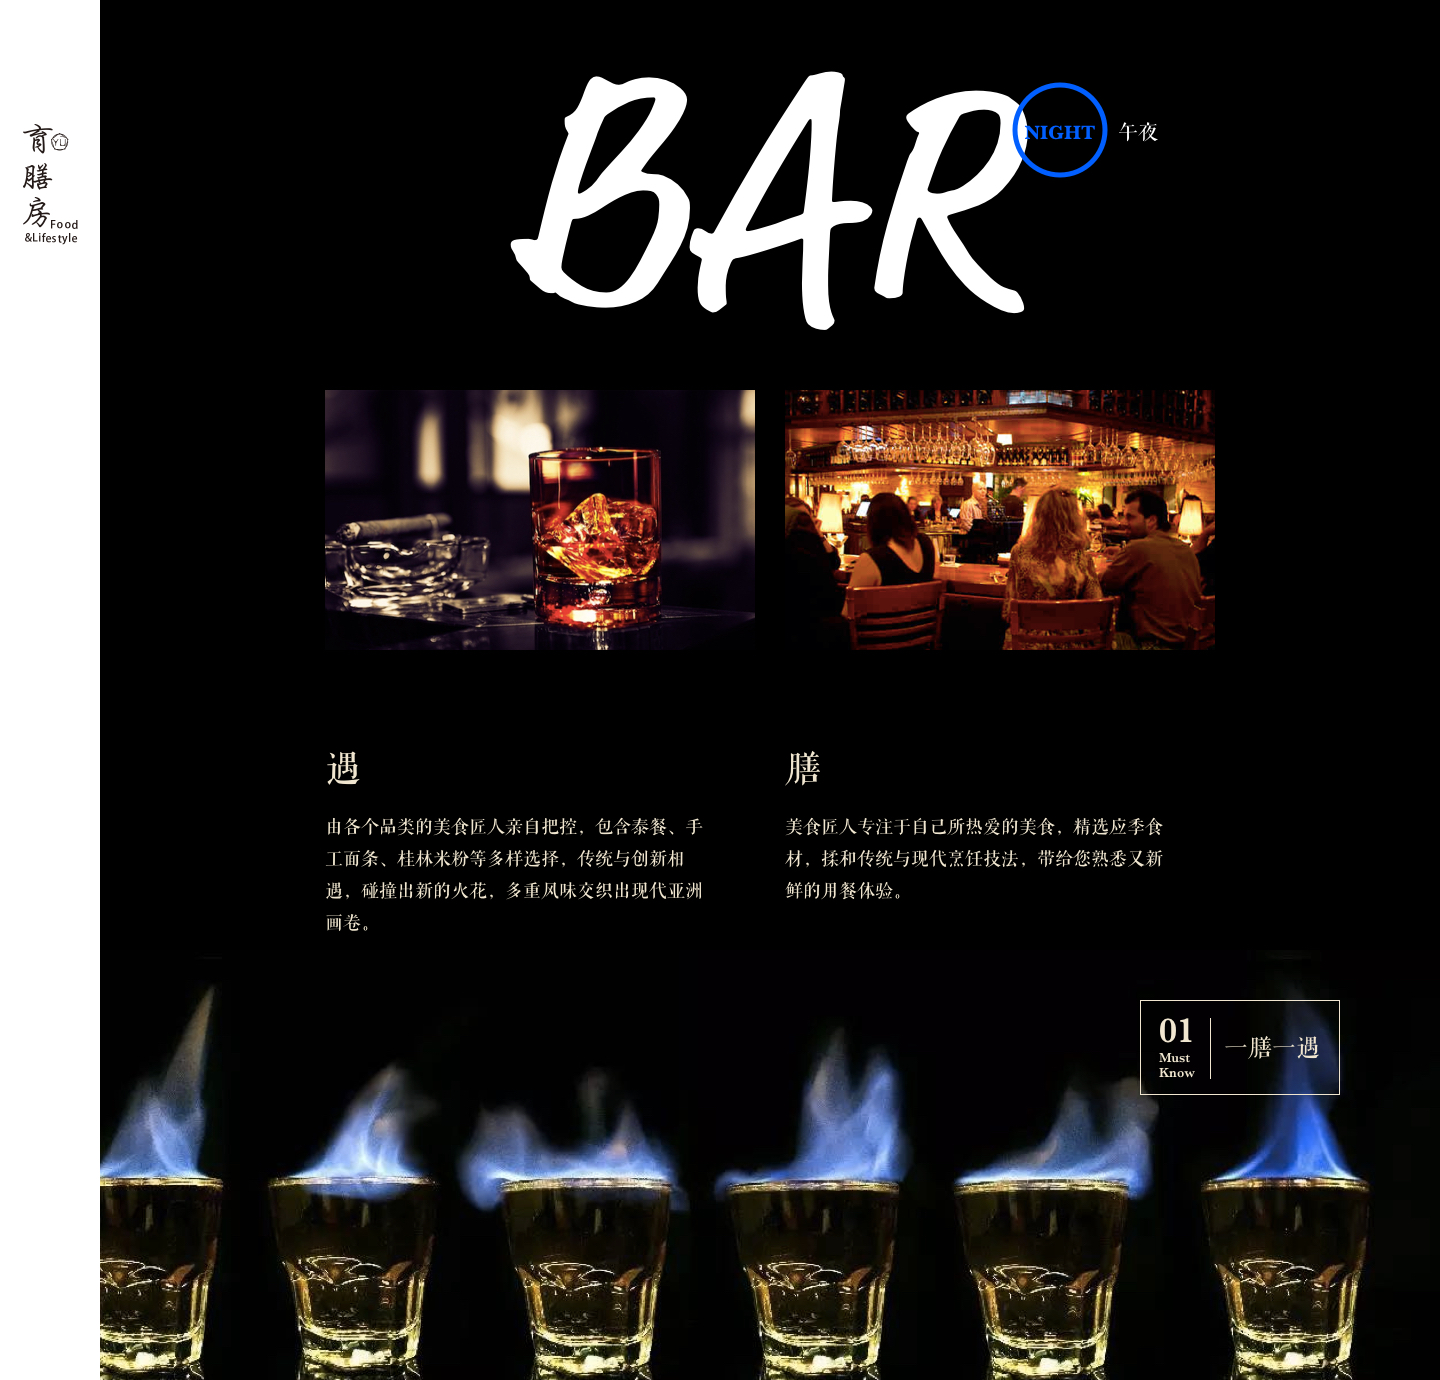 育 YU
膳
房 Food
&Lifestyle
BAR
NIGHT 午夜
遇
由各个品类的美食匠人亲自把控，包含泰餐、手
工面条、桂林米粉等多样选择，传统与创新相
遇，碰撞出新的火花，多重风味交织出现代亚洲
画卷。
膳
美食匠人专注于自己所热爱的美食，精选应季食
材，揉和传统与现代烹饪技法，带给您熟悉又新
鲜的用餐体验。
01
Must
Know
一膳一遇